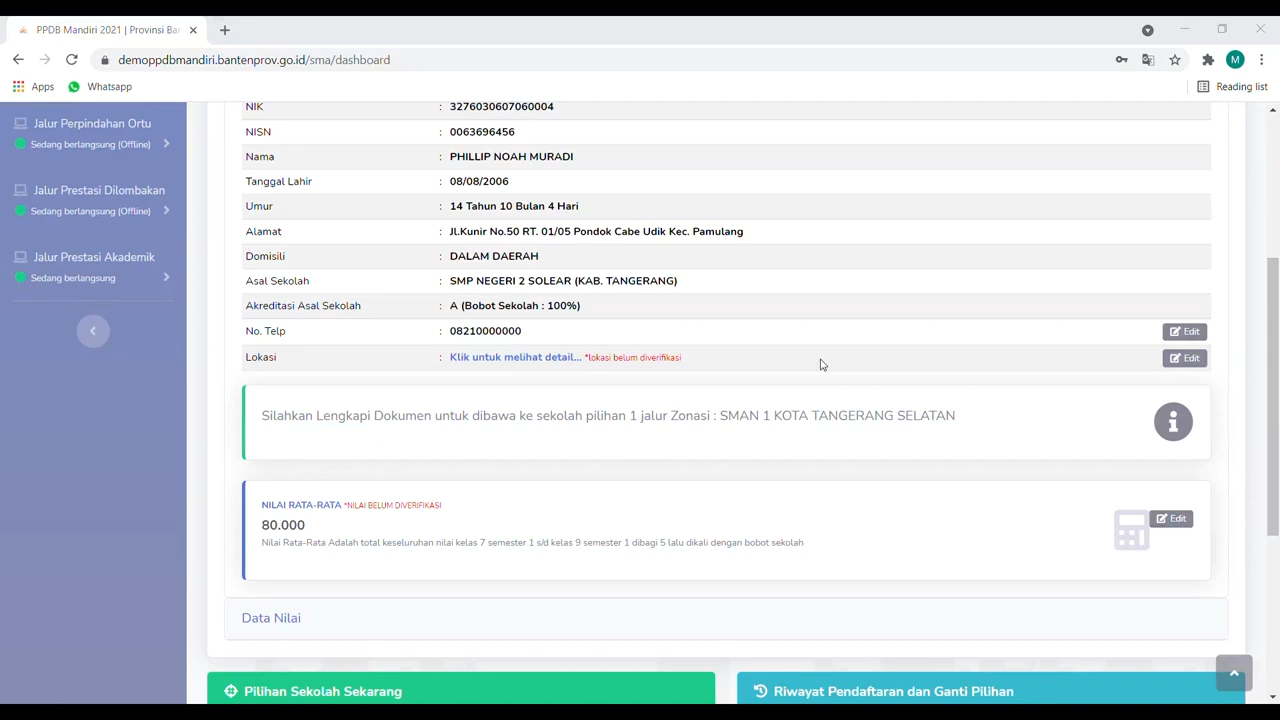 PPDB Mandiri 2021 | Provinsi Ba
demoppdbmandiri.bantenprov.go.id/sma/dashboard
M
Apps
Whatsapp
Reading list
Jalur Perpindahan Ortu
Sedang berlangsung (Offline)
Jalur Prestasi Dilombakan
Sedang berlangsung (Offline)
Jalur Prestasi Akademik
Sedang berlangsung
NIK : 3276030607060004
NISN : 0063696456
Nama : PHILLIP NOAH MURADI
Tanggal Lahir : 08/08/2006
Umur : 14 Tahun 10 Bulan 4 Hari
Alamat : Jl.Kunir No.50 RT. 01/05 Pondok Cabe Udik Kec. Pamulang
Domisili : DALAM DAERAH
Asal Sekolah : SMP NEGERI 2 SOLEAR (KAB. TANGERANG)
Akreditasi Asal Sekolah : A (Bobot Sekolah : 100%)
No. Telp : 08210000000 Edit
Lokasi : Klik untuk melihat detail... *lokasi belum diverifikasi Edit
Silahkan Lengkapi Dokumen untuk dibawa ke sekolah pilihan 1 jalur Zonasi : SMAN 1 KOTA TANGERANG SELATAN
NILAI RATA-RATA *NILAI BELUM DIVERIFIKASI
80.000
Edit
Nilai Rata-Rata Adalah total keseluruhan nilai kelas 7 semester 1 s/d kelas 9 semester 1 dibagi 5 lalu dikali dengan bobot sekolah
Data Nilai
Pilihan Sekolah Sekarang
Riwayat Pendaftaran dan Ganti Pilihan